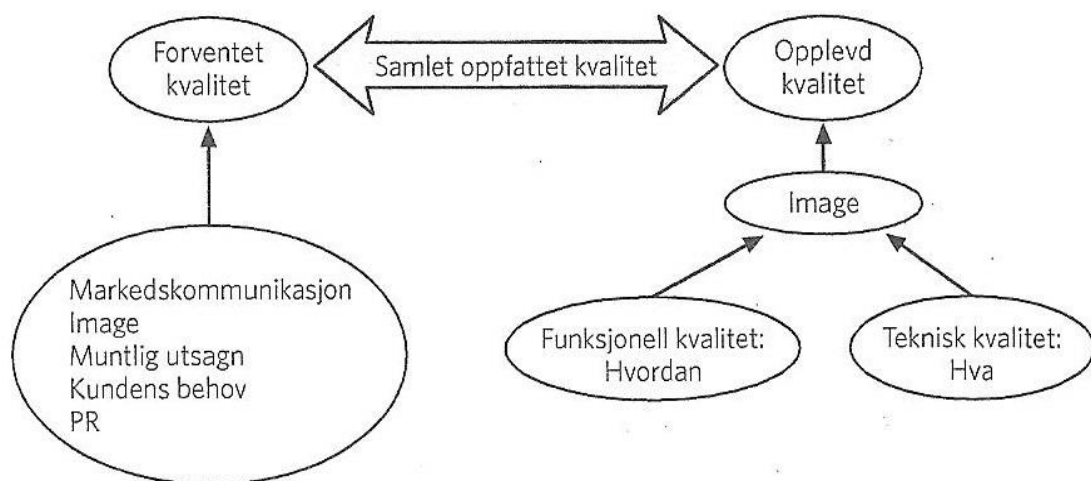 Forventet
kvalitet
Samlet oppfattet kvalitet
Opplevd
kvalitet
Image
Markedskommunikasjon
Image
Muntlig utsagn
Kundens behov
PR
Funksjonell kvalitet:
Hvordan
Teknisk kvalitet:
Hva